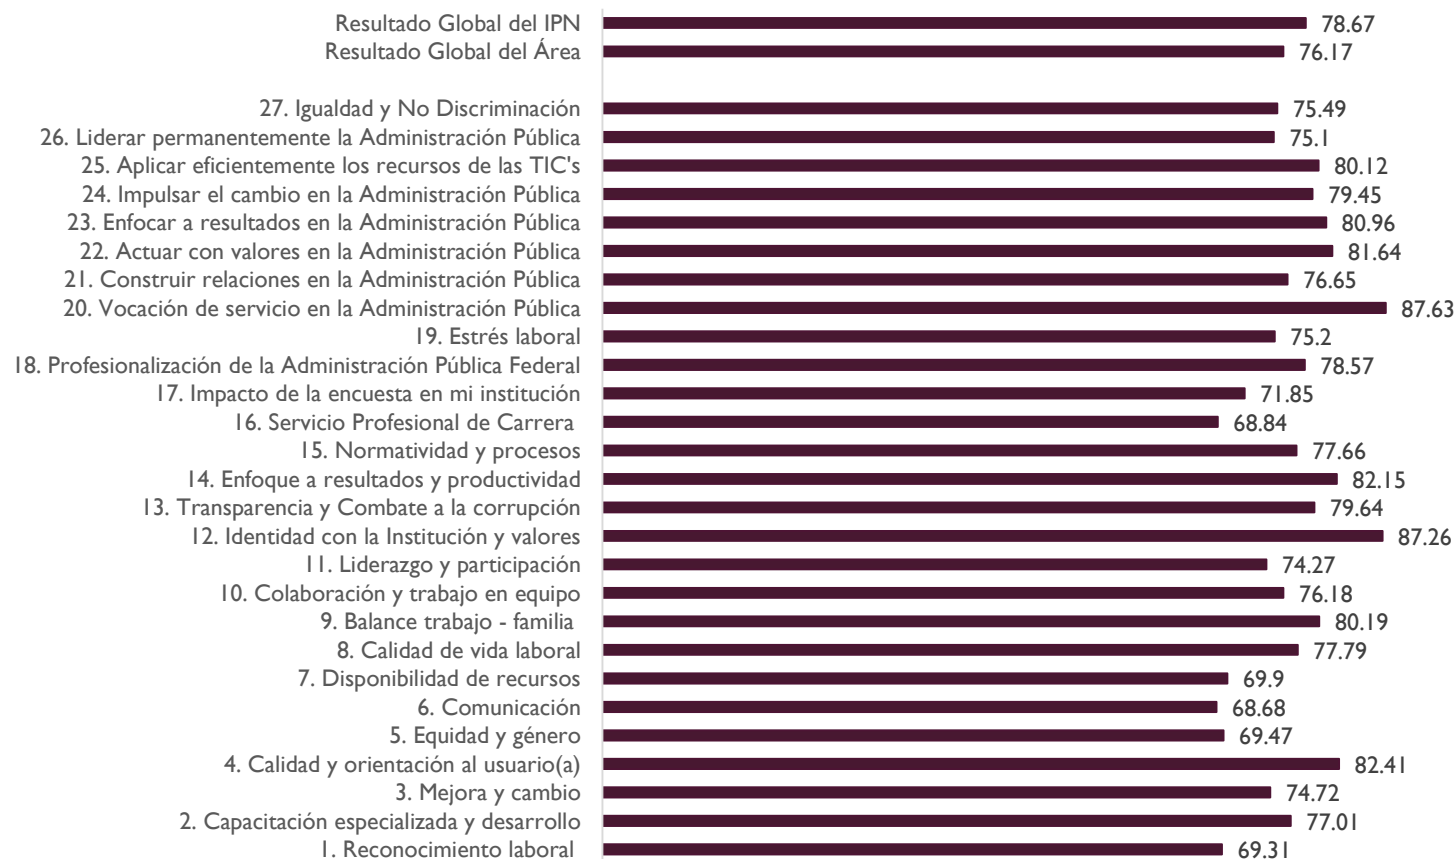 Resultado Global del IPN 78.67
Resultado Global del Área 76.17
27. Igualdad y No Discriminación 75.49
26. Liderar permanentemente la Administración Pública 75.1
25. Aplicar eficientemente los recursos de las TIC's 80.12
24. Impulsar el cambio en la Administración Pública 79.45
23. Enfocar a resultados en la Administración Pública 80.96
22. Actuar con valores en la Administración Pública 81.64
21. Construir relaciones en la Administración Pública 76.65
20. Vocación de servicio en la Administración Pública 87.63
19. Estrés laboral 75.2
18. Profesionalización de la Administración Pública Federal 78.57
17. Impacto de la encuesta en mi institución 71.85
16. Servicio Profesional de Carrera 68.84
15. Normatividad y procesos 77.66
14. Enfoque a resultados y productividad 82.15
13. Transparencia y Combate a la corrupción 79.64
12. Identidad con la Institución y valores 87.26
11. Liderazgo y participación 74.27
10. Colaboración y trabajo en equipo 76.18
9. Balance trabajo - familia 80.19
8. Calidad de vida laboral 77.79
7. Disponibilidad de recursos 69.9
6. Comunicación 68.68
5. Equidad y género 69.47
4. Calidad y orientación al usuario(a) 82.41
3. Mejora y cambio 74.72
2. Capacitación especializada y desarrollo 77.01
1. Reconocimiento laboral 69.31